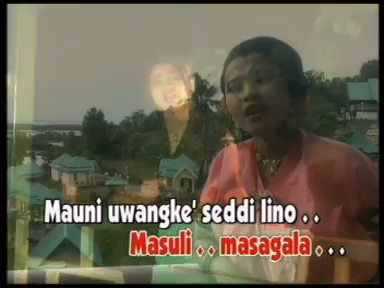 Mauni uwangke' seddi lino . .
Masuli . . masagala . . .